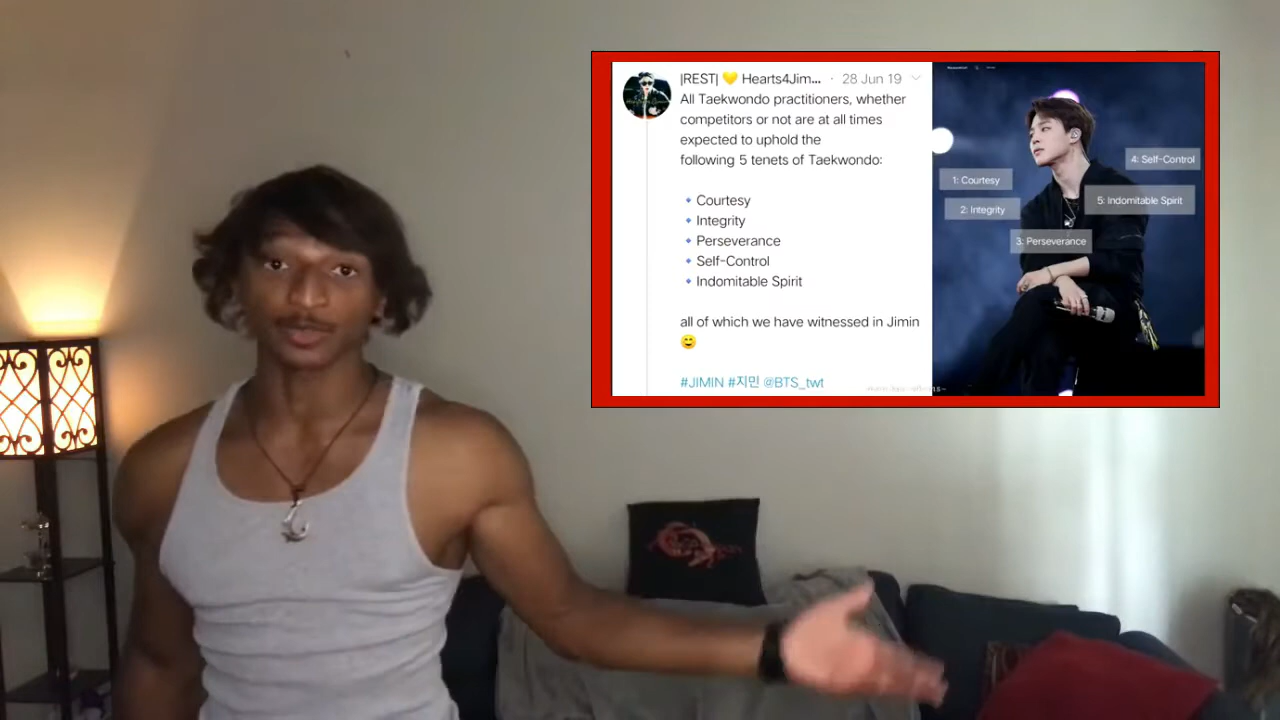 |REST| 💛 Hearts4Jim... · 28 Jun 19
All Taekwondo practitioners, whether
competitors or not are at all times
expected to uphold the
following 5 tenets of Taekwondo:
🔹Courtesy
🔹Integrity
🔹Perseverance
🔹Self-Control
🔹Indomitable Spirit
all of which we have witnessed in Jimin
😊
#JIMIN #지민 @BTS_twt
4: Self-Control
1: Courtesy
5: Indomitable Spirit
2: Integrity
3: Perseverance